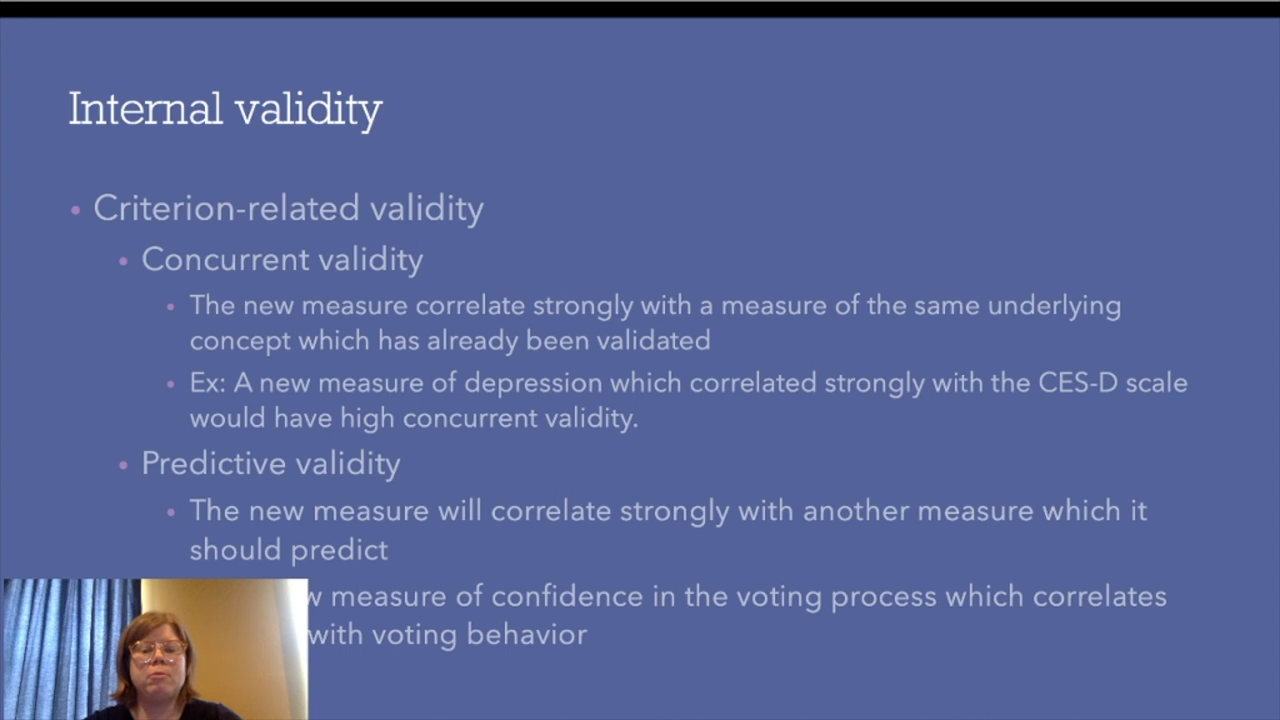 Internal validity
• Criterion-related validity
• Concurrent validity
• The new measure correlate strongly with a measure of the same underlying
concept which has already been validated
• Ex: A new measure of depression which correlated strongly with the CES-D scale
would have high concurrent validity.
• Predictive validity
• The new measure will correlate strongly with another measure which it
should predict
measure of confidence in the voting process which correlates
with voting behavior